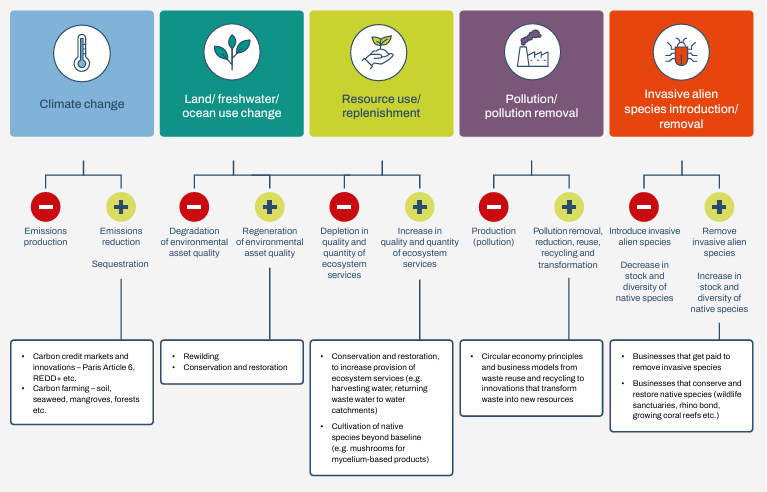 Climate change
Land/ freshwater/
ocean use change
Resource use/
replenishment
Pollution/
pollution removal
Invasive alien
species introduction/
removal
Emissions
production
Emissions
reduction
Sequestration
Degradation
of environmental
asset quality
Regeneration
of environmental
asset quality
Depletion in
quality and
quantity of
ecosystem
services
Increase in
quality and quantity
of ecosystem
services
Production
(pollution)
Pollution removal,
reduction, reuse,
recycling and
transformation
Introduce invasive
alien species
Decrease in
stock and
diversity of
native species
Remove
invasive alien
species
Increase in
stock and
diversity of
native species
• Carbon credit markets and
innovations – Paris Article 6,
REDD+ etc.
• Carbon farming – soil,
seaweed, mangroves, forests
etc.
• Rewilding
• Conservation and restoration
• Conservation and restoration,
to increase provision of
ecosystem services (e.g.
harvesting water, returning
waste water to water
catchments)
• Cultivation of native
species beyond baseline
(e.g. mushrooms for
mycelium-based products)
• Circular economy principles
and business models from
waste reuse and recycling to
innovations that transform
waste into new resources
• Businesses that get paid to
remove invasive species
• Businesses that conserve and
restore native species (wildlife
sanctuaries, rhino bond,
growing coral reefs etc.)